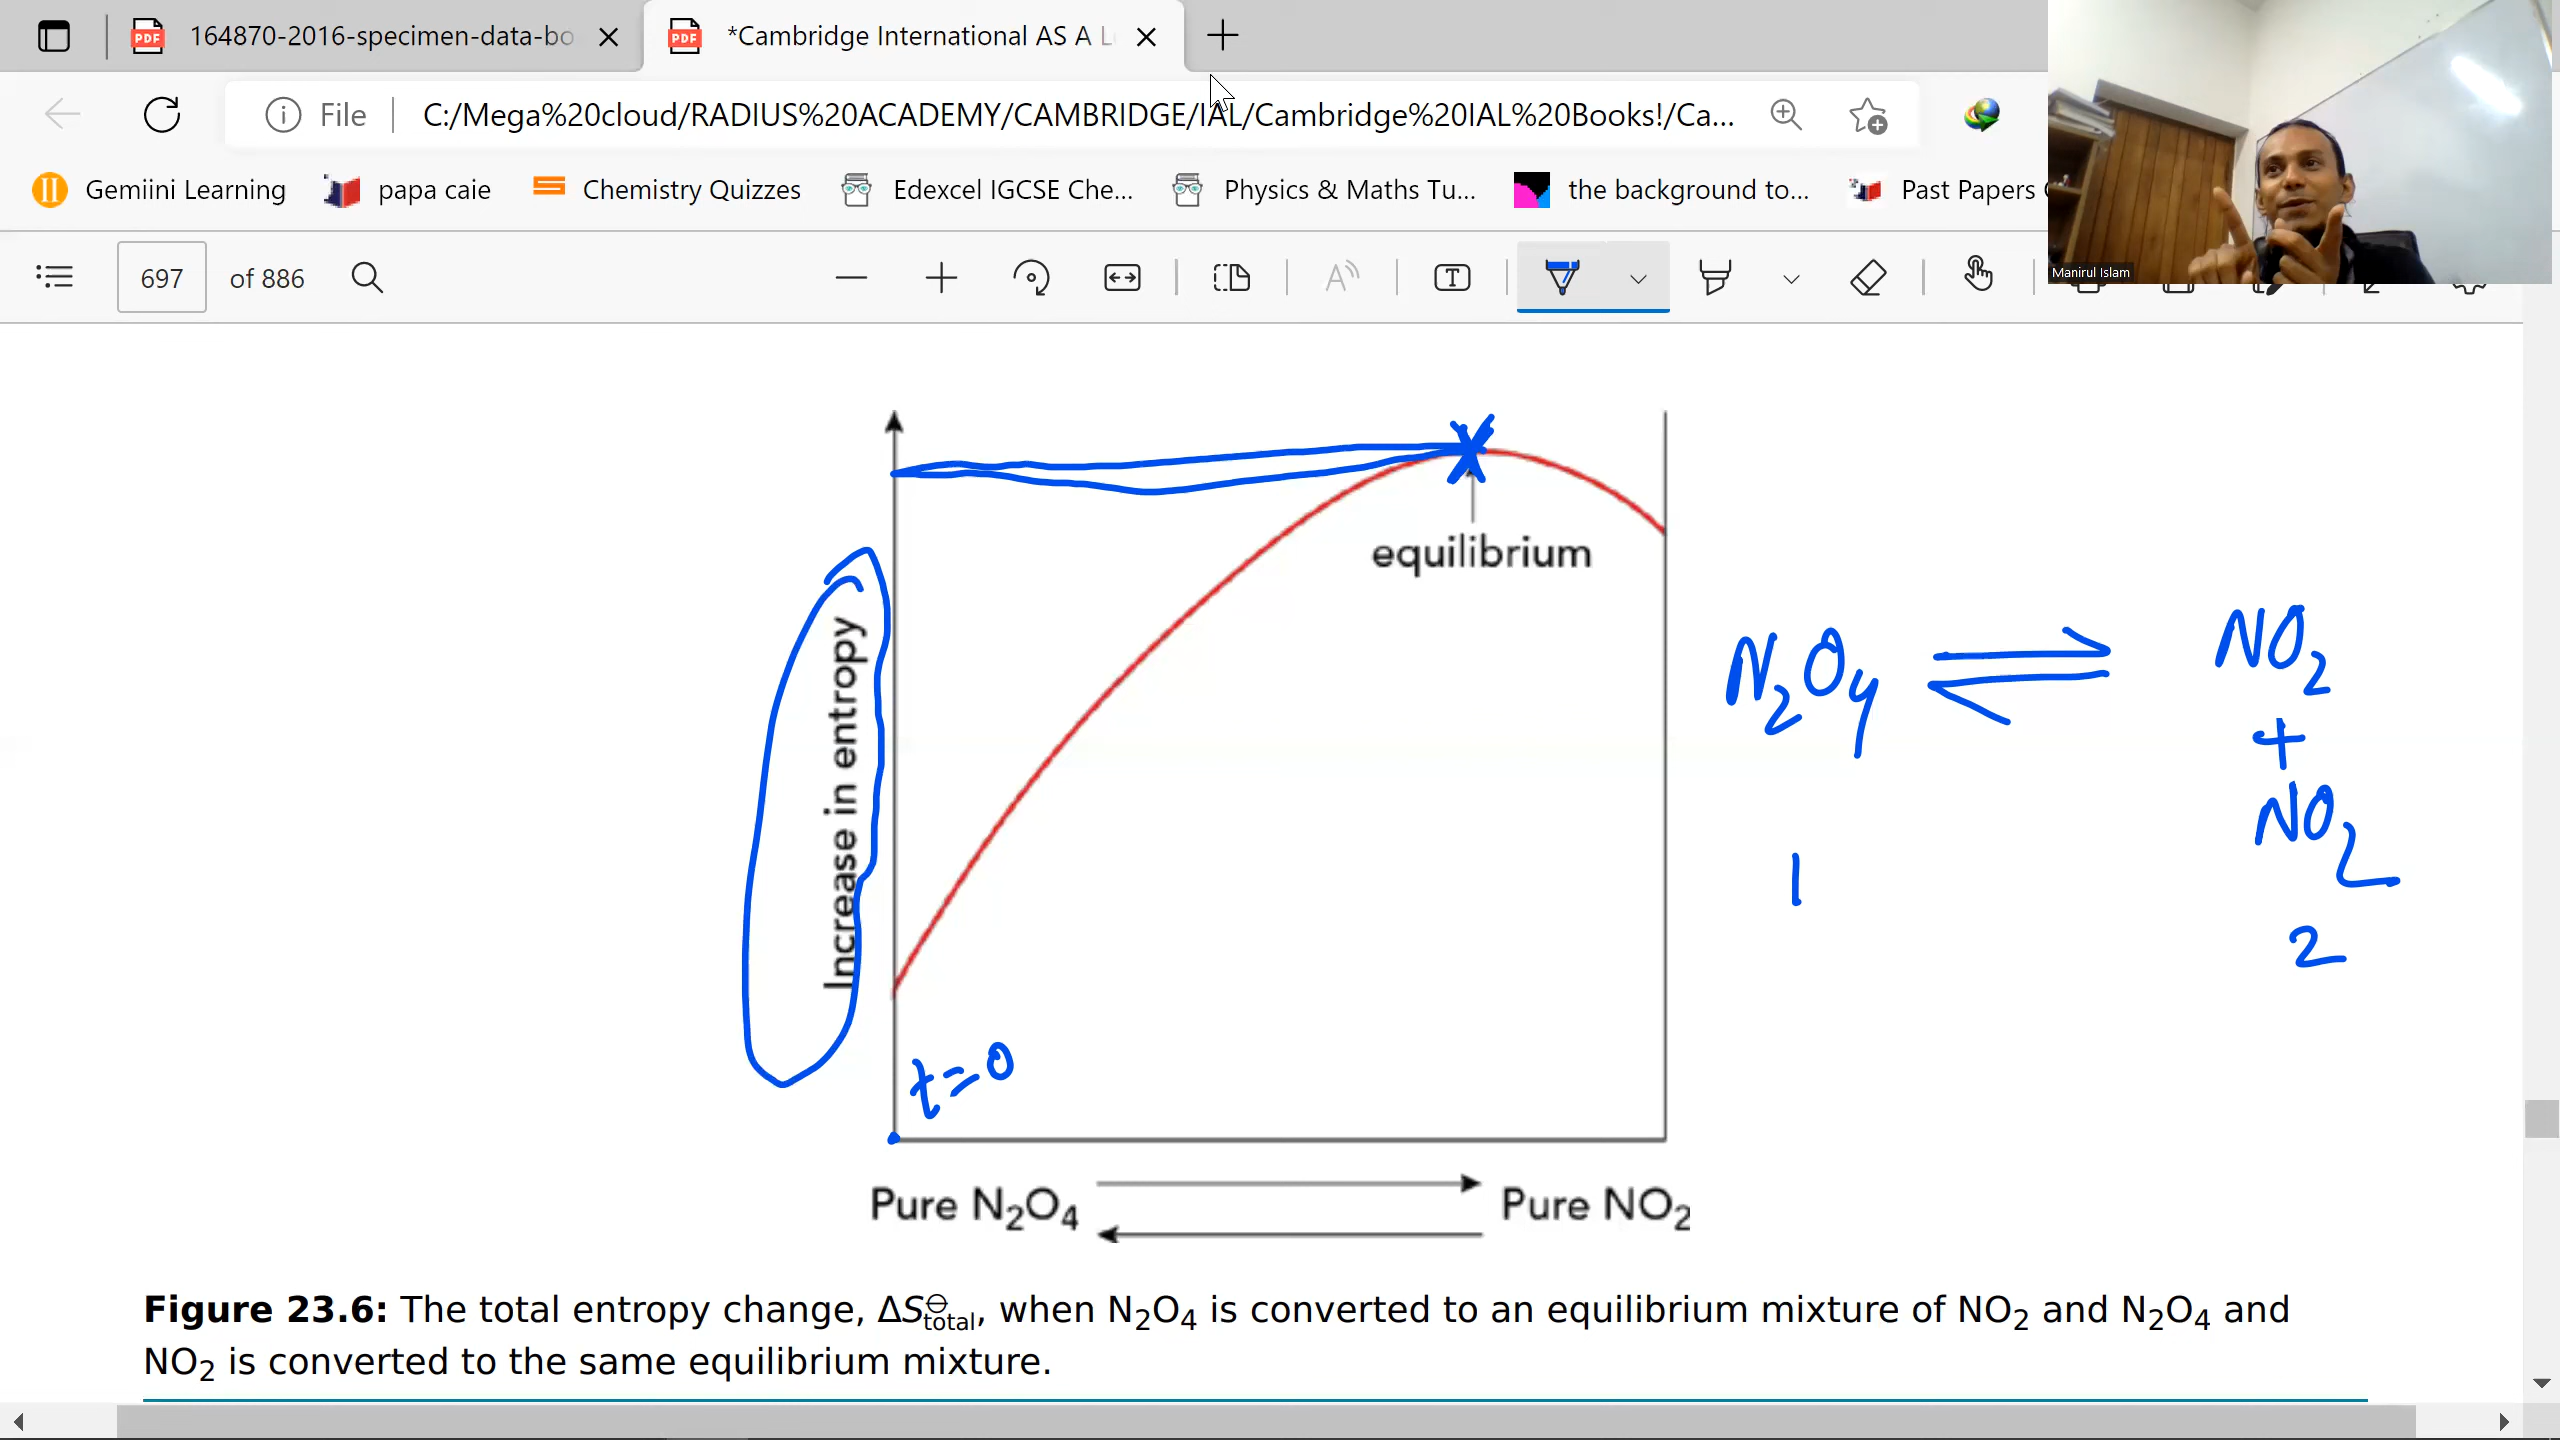 164870-2016-specimen-data-bo
*Cambridge International AS A L
File
C:/Mega%20cloud/RADIUS%20ACADEMY/CAMBRIDGE/IAL/Cambridge%20IAL%20Books!/Ca...
Gemiini Learning
papa caie
Chemistry Quizzes
Edexcel IGCSE Che...
Physics & Maths Tu...
the background to...
Past Papers
Manirul Islam
697 of 886
Increase in entropy
equilibrium
t=0
N₂O₄ ⇌ NO₂
+
NO₂
1
2
Pure N₂O₄
Pure NO₂
Figure 23.6: The total entropy change, ΔS⦵total, when N₂O₄ is converted to an equilibrium mixture of NO₂ and N₂O₄ and
NO₂ is converted to the same equilibrium mixture.